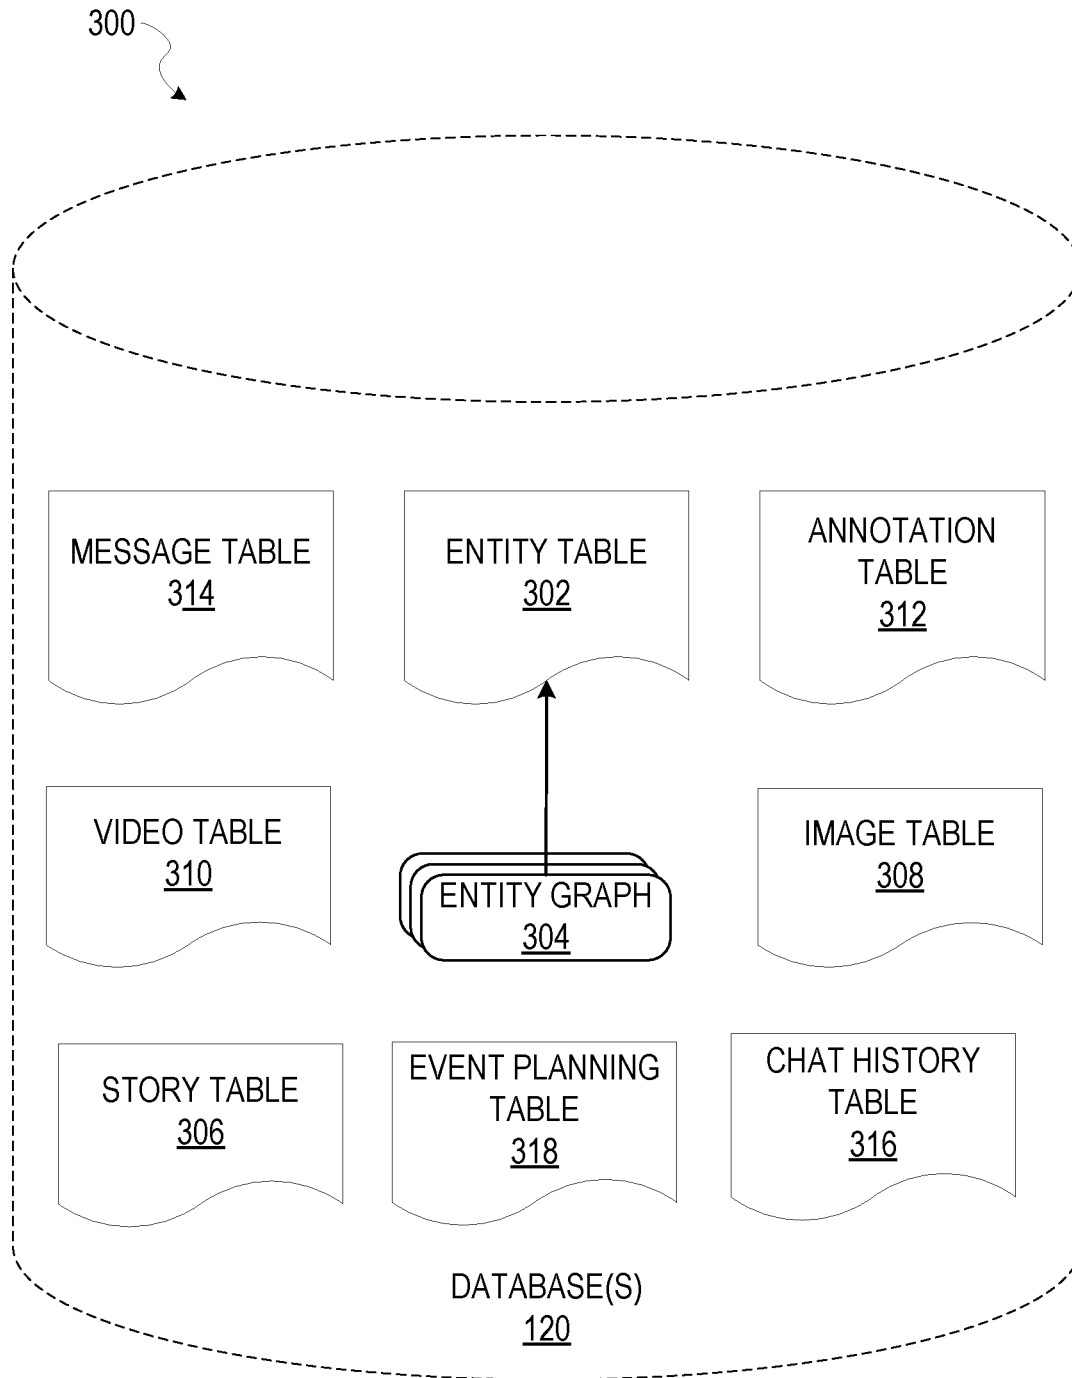 300
MESSAGE TABLE
314
ENTITY TABLE
302
ANNOTATION
TABLE
312
VIDEO TABLE
310
ENTITY GRAPH
304
IMAGE TABLE
308
STORY TABLE
306
EVENT PLANNING
TABLE
318
CHAT HISTORY
TABLE
316
DATABASE(S)
120